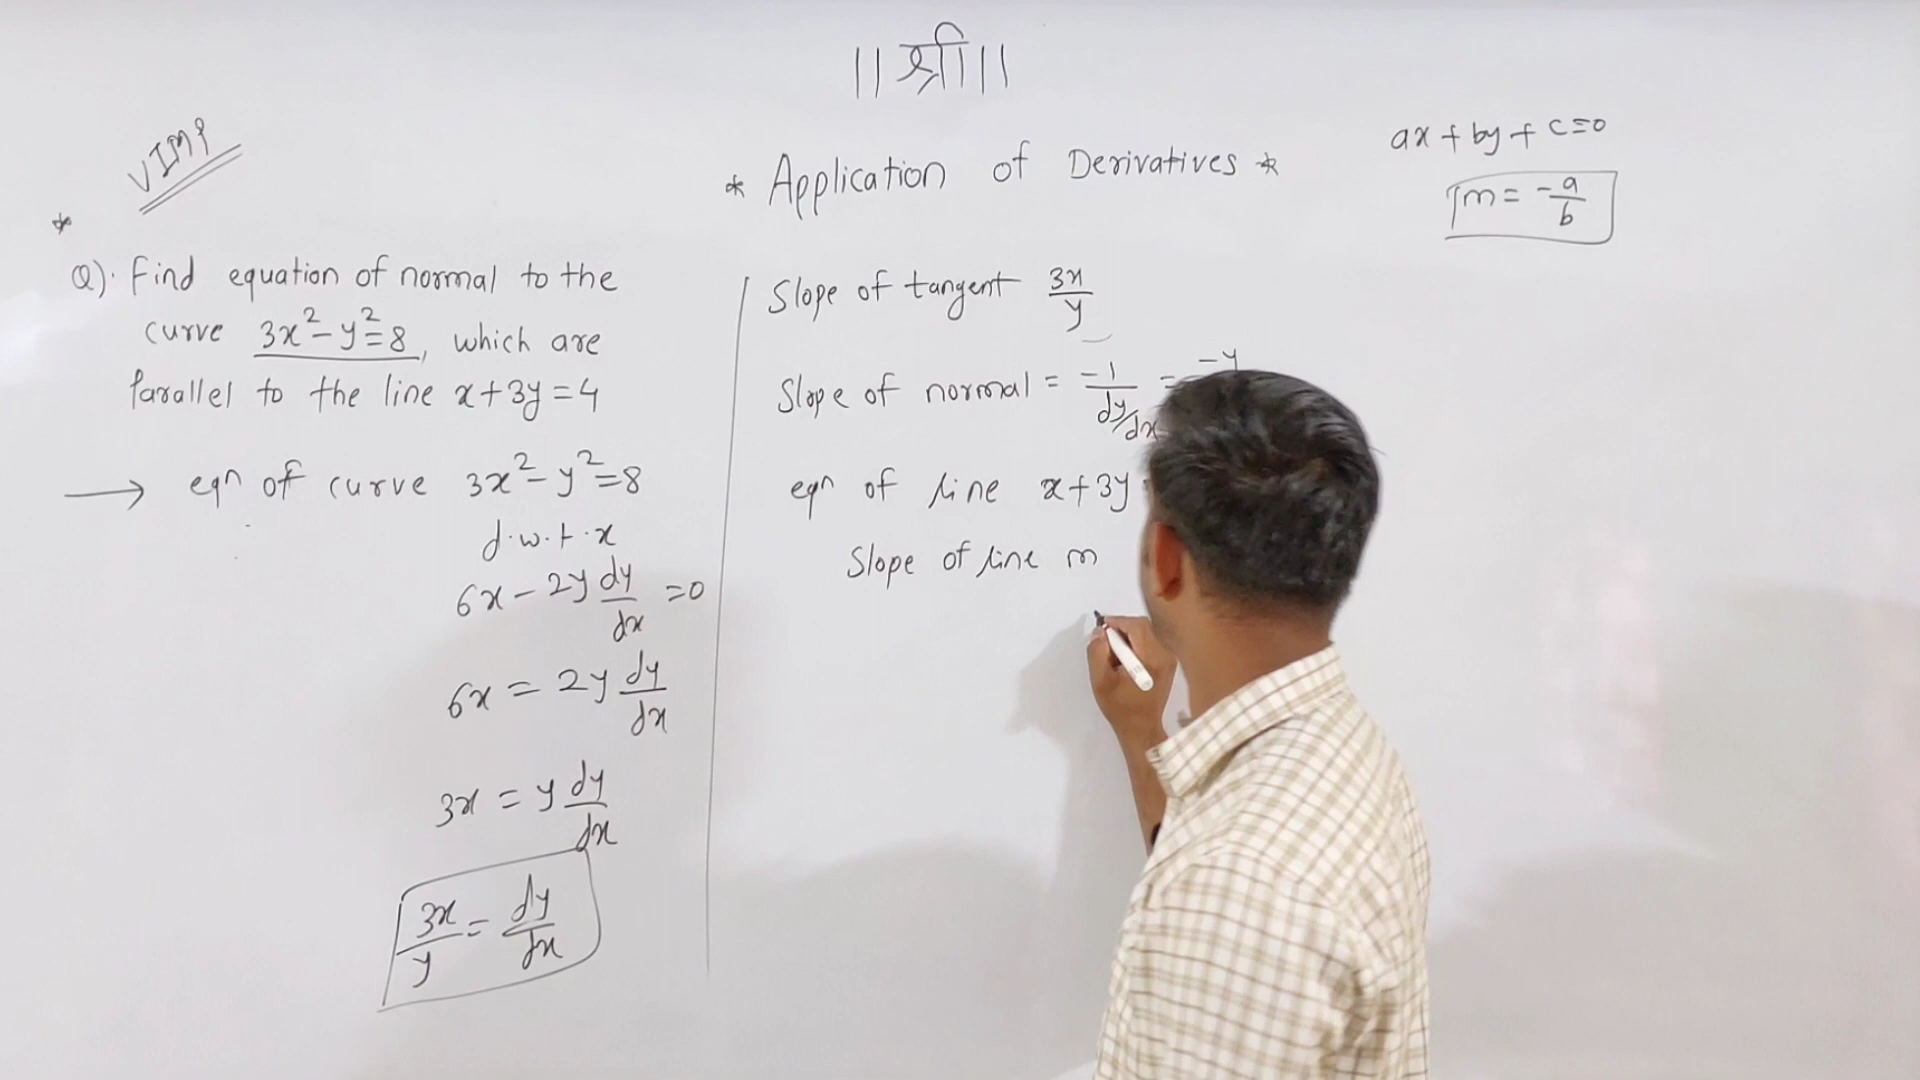 ||श्री||
VIMP
* Application of Derivatives *
ax + by + c = 0
m = -a/b
*
Q). Find equation of normal to the
curve 3x² - y² = 8, which are
Parallel to the line x + 3y = 4
→ eqn of curve 3x² - y² = 8
d.w.t.x
6x - 2y dy/dx = 0
6x = 2y dy/dx
3x = y dy/dx
3x/y = dy/dx
Slope of tangent 3x/y
Slope of normal = -1/dy/dx = -y
eqn of line x + 3y
Slope of line m